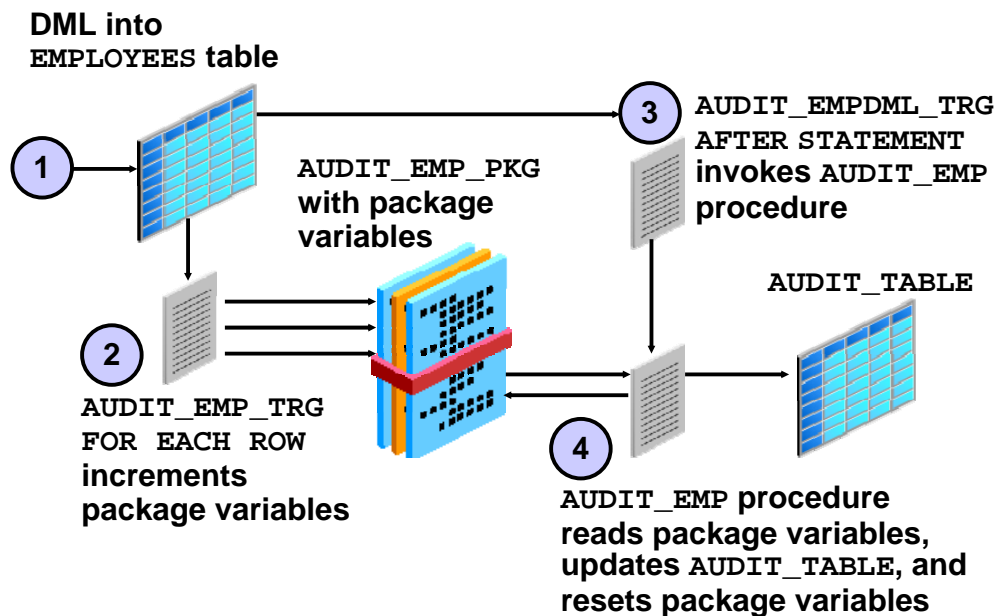 DML into
EMPLOYEES table
1
3
AUDIT_EMPDML_TRG
AFTER STATEMENT
invokes AUDIT_EMP
procedure
AUDIT_EMP_PKG
with package
variables
AUDIT_TABLE
2
AUDIT_EMP_TRG
FOR EACH ROW
increments
package variables
4
AUDIT_EMP procedure
reads package variables,
updates AUDIT_TABLE, and
resets package variables